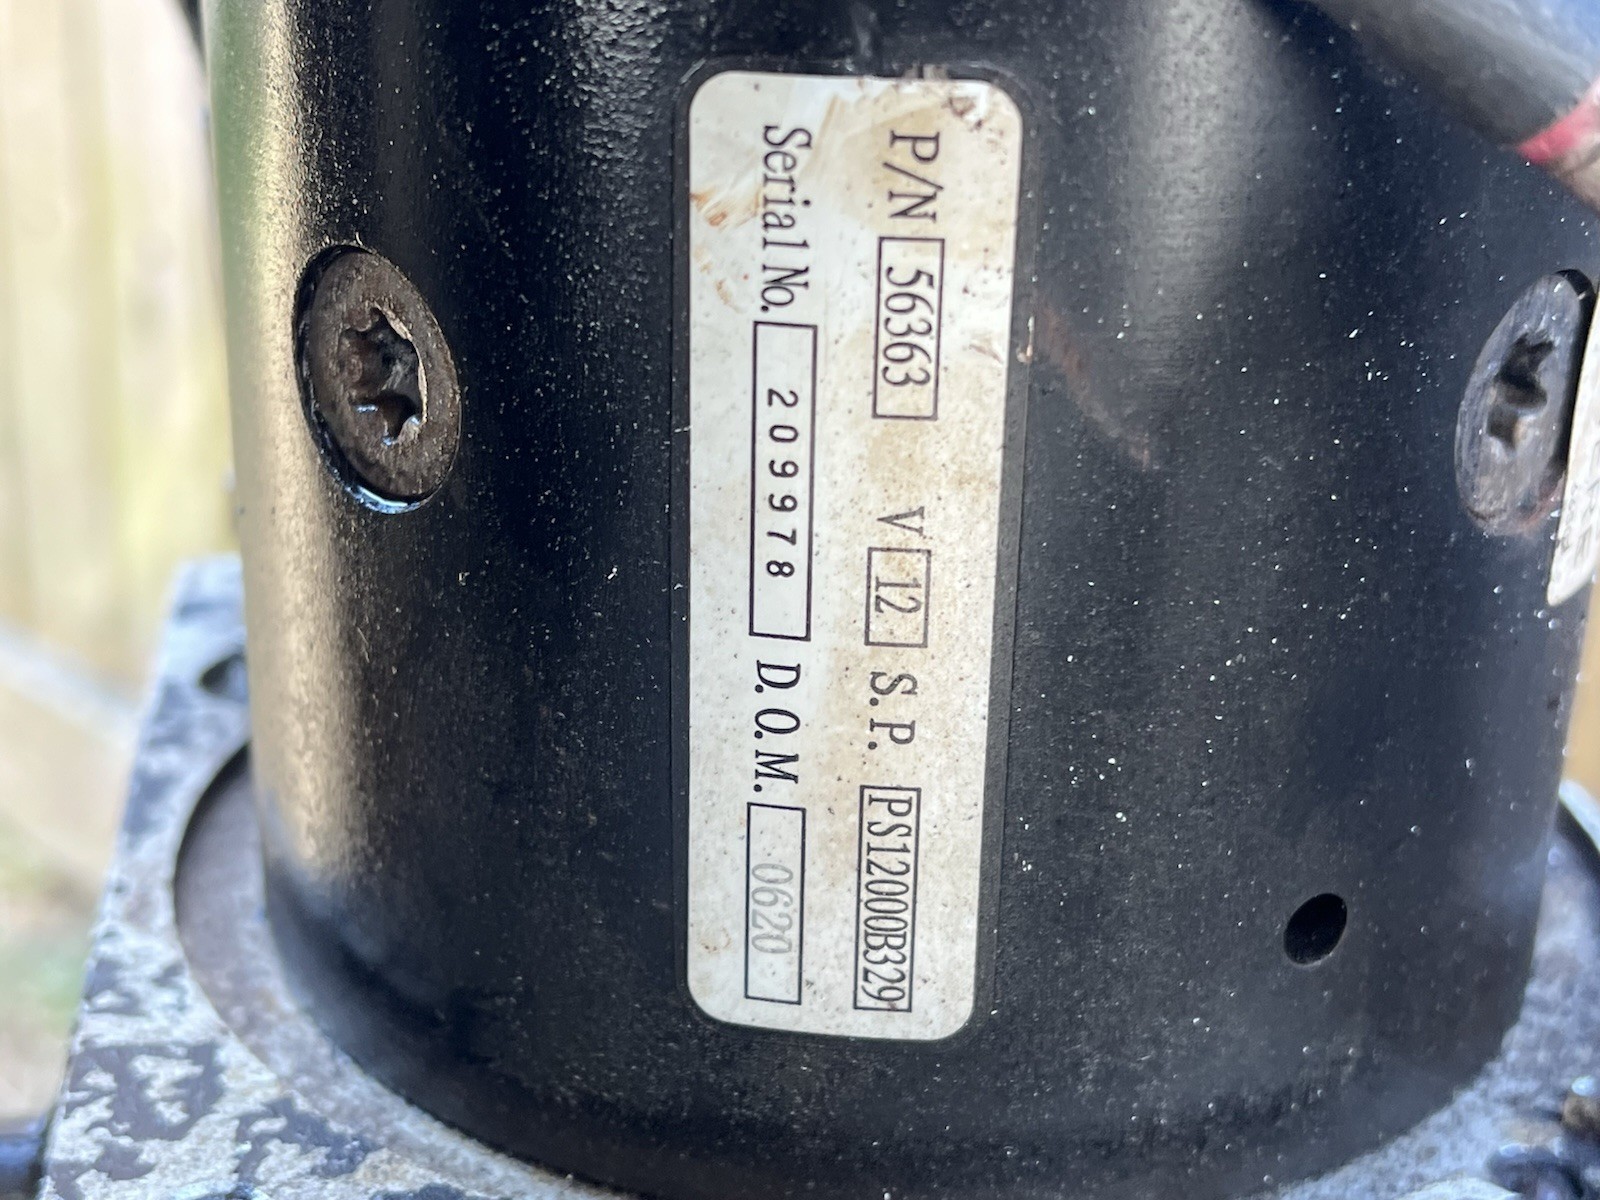 P/N 56363 V 12 S.P. PS12000B329
Serial No. 209978 D.O.M. 0620